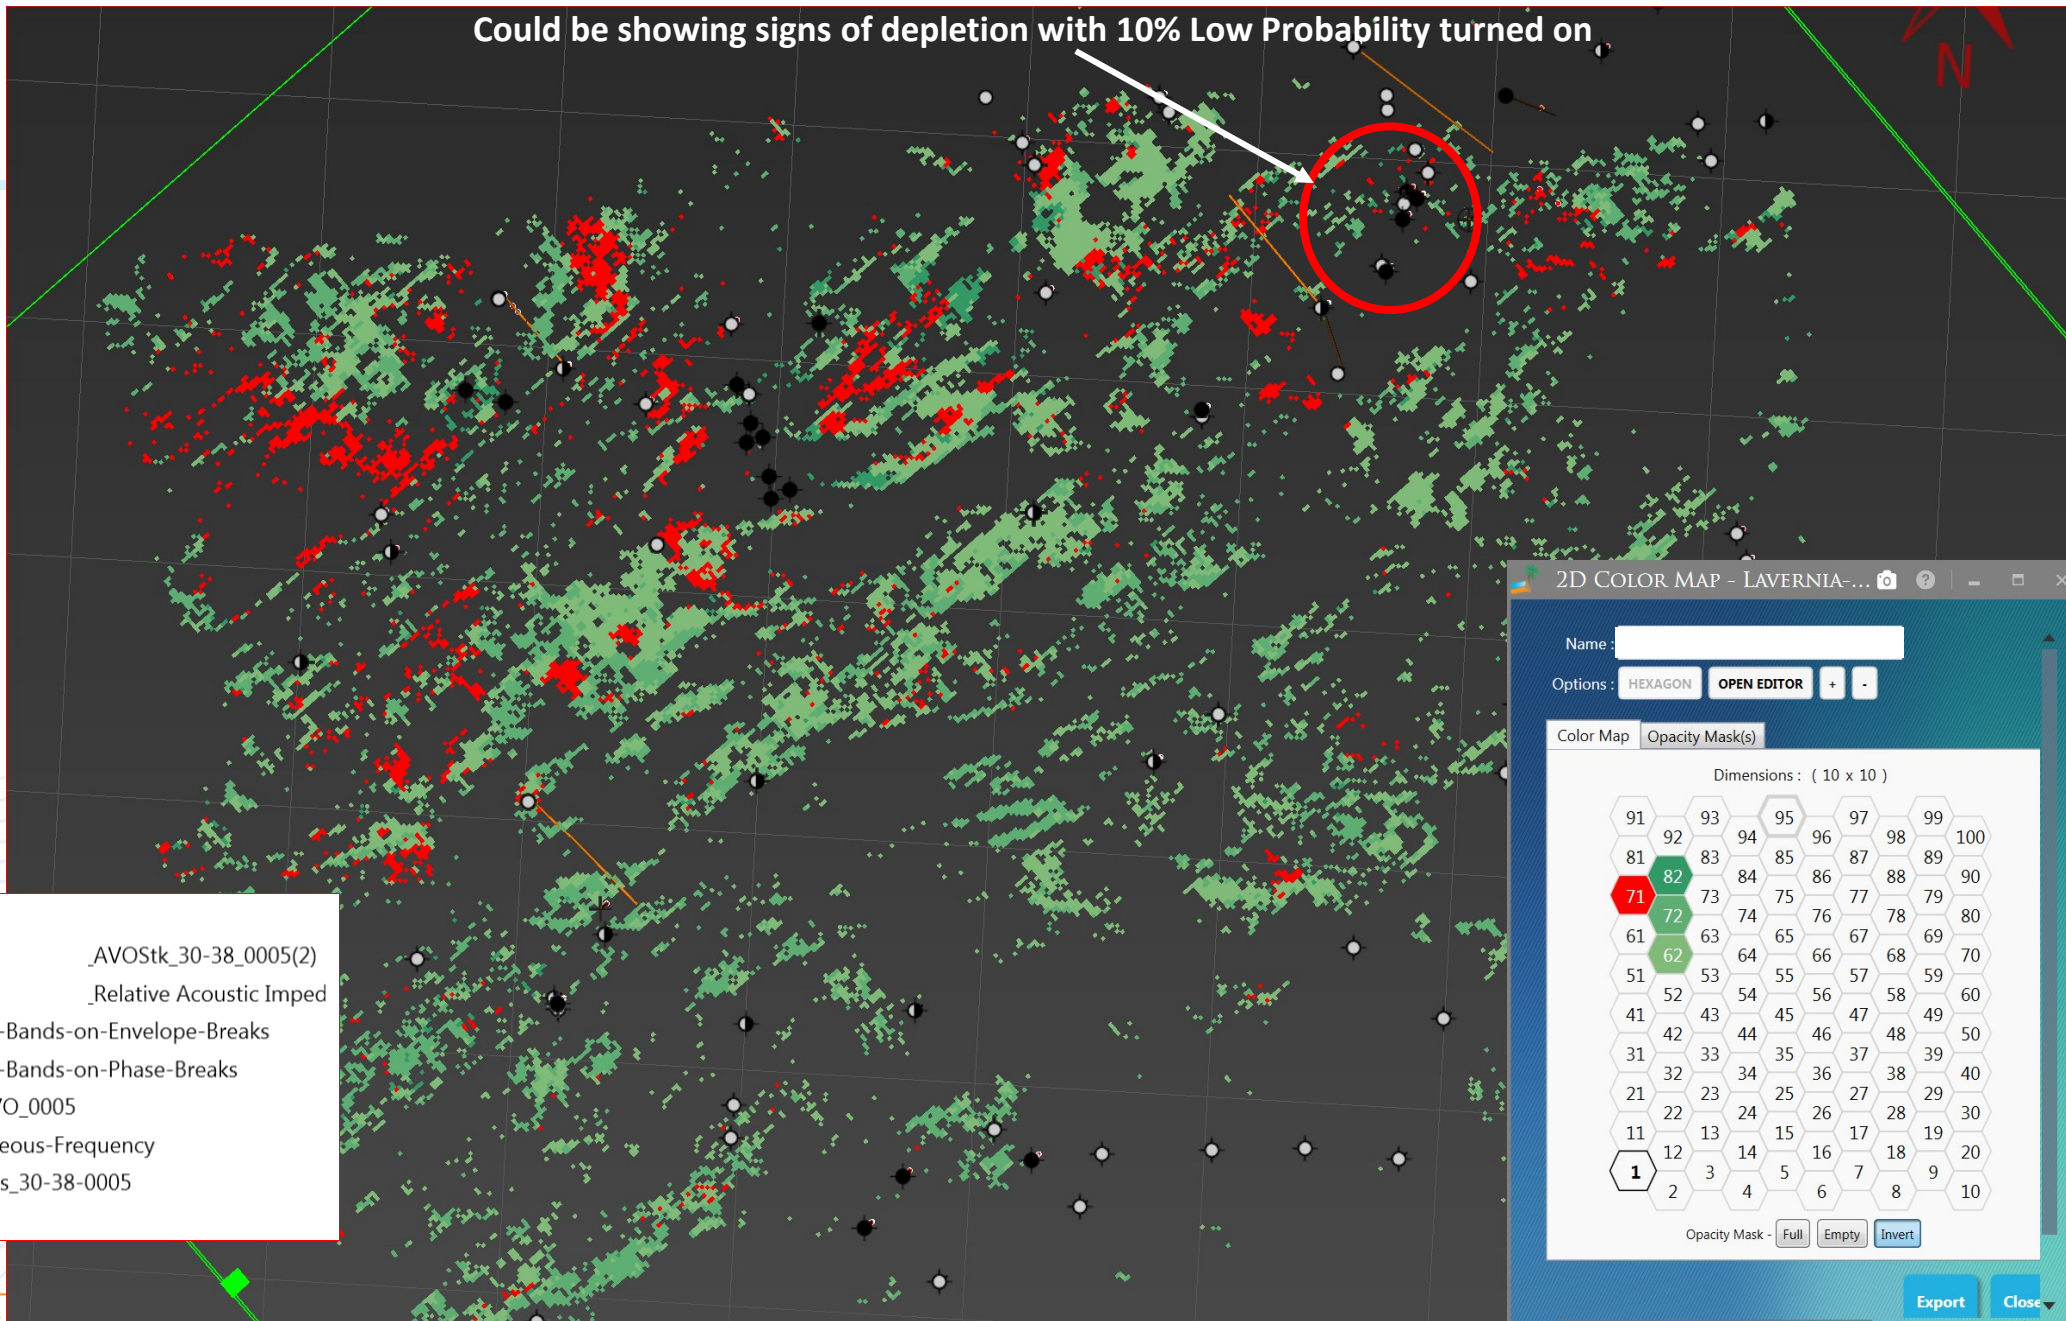 Could be showing signs of depletion with 10% Low Probability turned on
N
2D COLOR MAP - LAVERNIA-...
Name :
Options : HEXAGON OPEN EDITOR + -
Color Map Opacity Mask(s)
Dimensions : ( 10 x 10 )
91 93 95 97 99
92 94 96 98 100
81 83 85 87 89
82 84 86 88 90
71 73 75 77 79
72 74 76 78 80
61 63 65 67 69
62 64 66 68 70
51 53 55 57 59
52 54 56 58 60
41 43 45 47 49
42 44 46 48 50
31 33 35 37 39
32 34 36 38 40
21 23 25 27 29
22 24 26 28 30
11 13 15 17 19
12 14 16 18 20
1 3 5 7 9
2 4 6 8 10
Opacity Mask - Full Empty Invert
Export Close
_AVOStk_30-38_0005(2)
_Relative Acoustic Imped
-Bands-on-Envelope-Breaks
-Bands-on-Phase-Breaks
/O_0005
eous-Frequency
s_30-38-0005